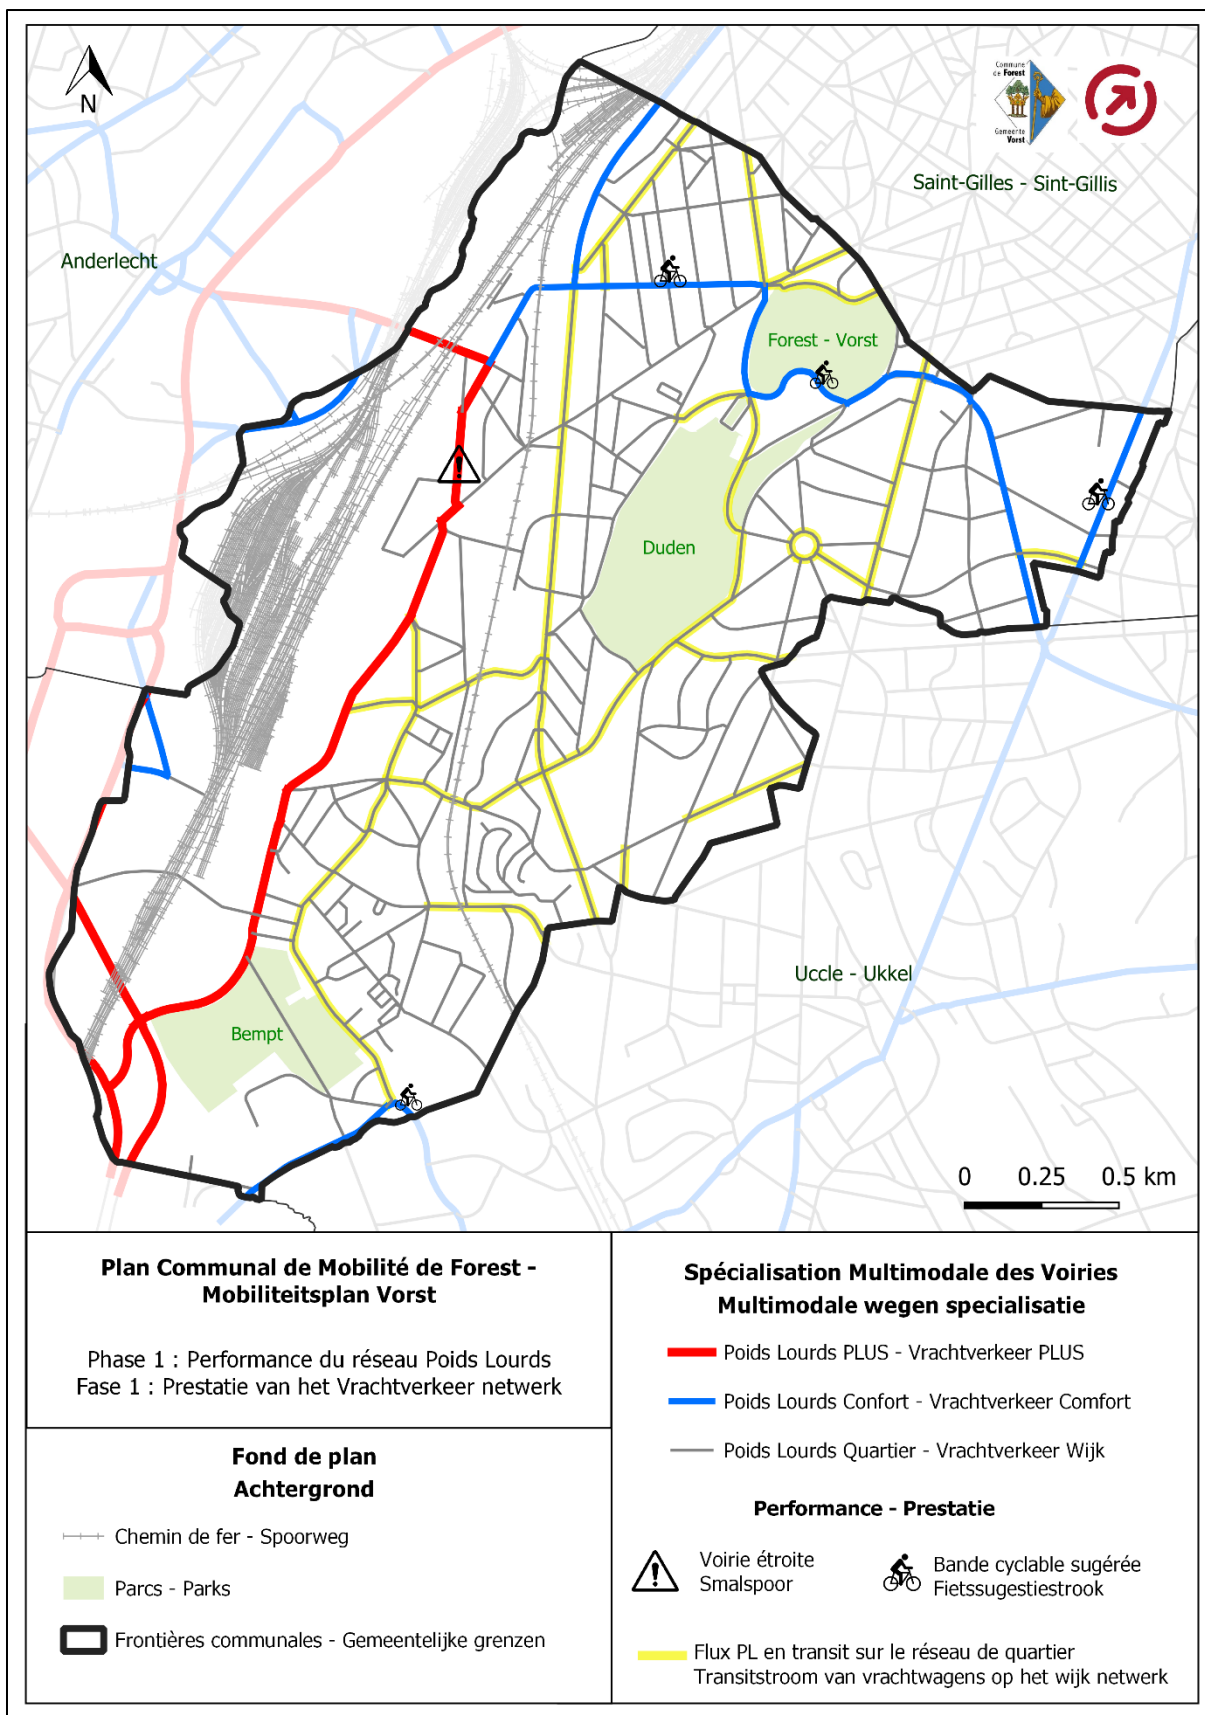 N
Commune
de Forest
Gemeente
Vorst
Saint-Gilles - Sint-Gillis
Anderlecht
Forest - Vorst
Duden
Uccle - Ukkel
Bempt
0 0.25 0.5 km
Plan Communal de Mobilité de Forest -
Mobiliteitsplan Vorst
Phase 1 : Performance du réseau Poids Lourds
Fase 1 : Prestatie van het Vrachtverkeer netwerk
Fond de plan
Achtergrond
Chemin de fer - Spoorweg
Parcs - Parks
Frontières communales - Gemeentelijke grenzen
Spécialisation Multimodale des Voiries
Multimodale wegen specialisatie
Poids Lourds PLUS - Vrachtverkeer PLUS
Poids Lourds Confort - Vrachtverkeer Comfort
Poids Lourds Quartier - Vrachtverkeer Wijk
Performance - Prestatie
Voirie étroite
Smalspoor
Bande cyclable sugérée
Fietssugestiestrook
Flux PL en transit sur le réseau de quartier
Transitstroom van vrachtwagens op het wijk netwerk